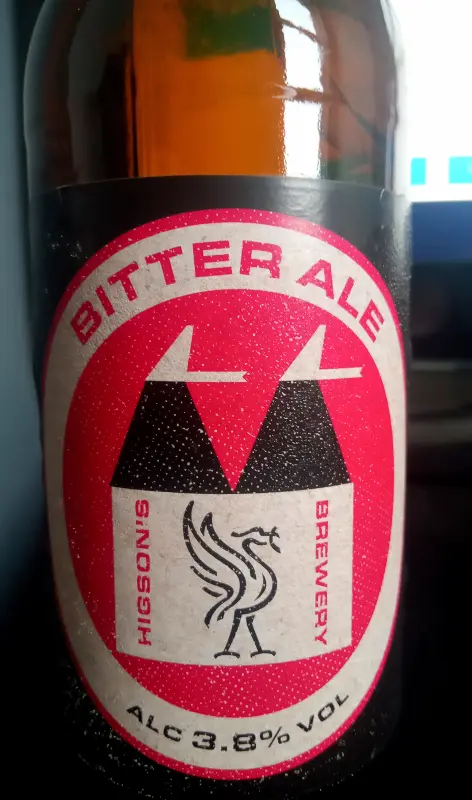 BITTER ALE
HIGSON'S
BREWERY
ALC 3.8% VOL